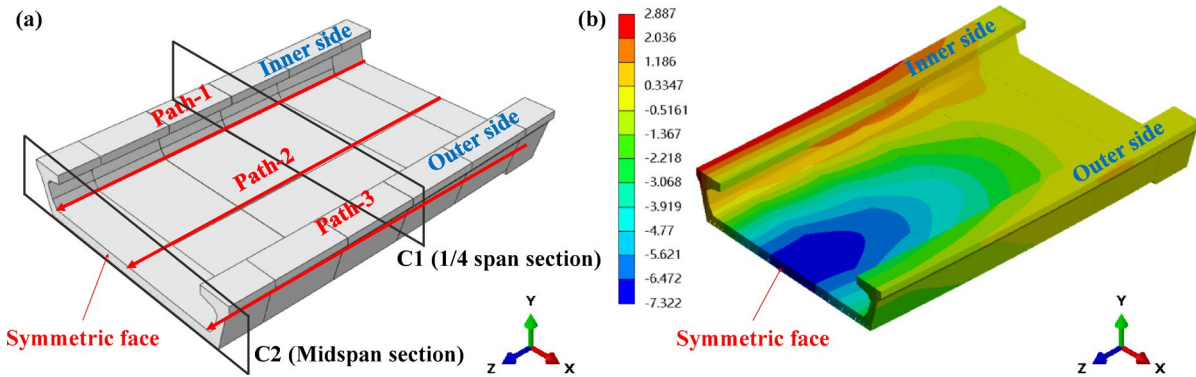 (a)
Inner side
Path-1
Path-2
Outer side
Path-3
C1 (1/4 span section)
Symmetric face
C2 (Midspan section)
Y
Z
X
(b)
2.887
2.036
1.186
0.3347
-0.5161
-1.367
-2.218
-3.068
-3.919
-4.77
-5.621
-6.472
-7.322
Inner side
Outer side
Symmetric face
Y
Z
X